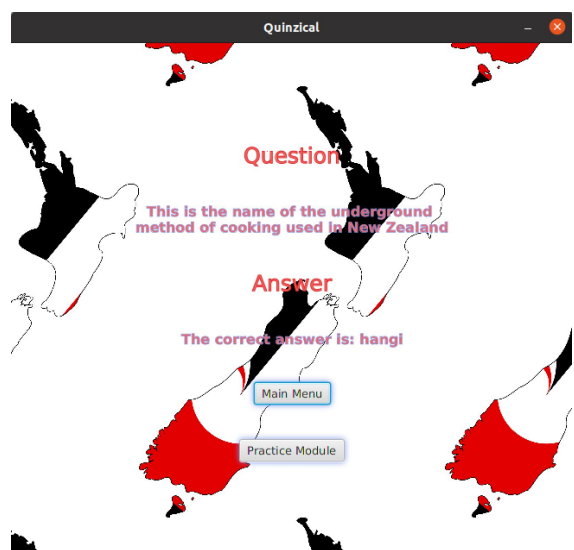 Quinzical
Question
This is the name of the underground
method of cooking used in New Zealand
Answer
The correct answer is: hangi
Main Menu
Practice Module